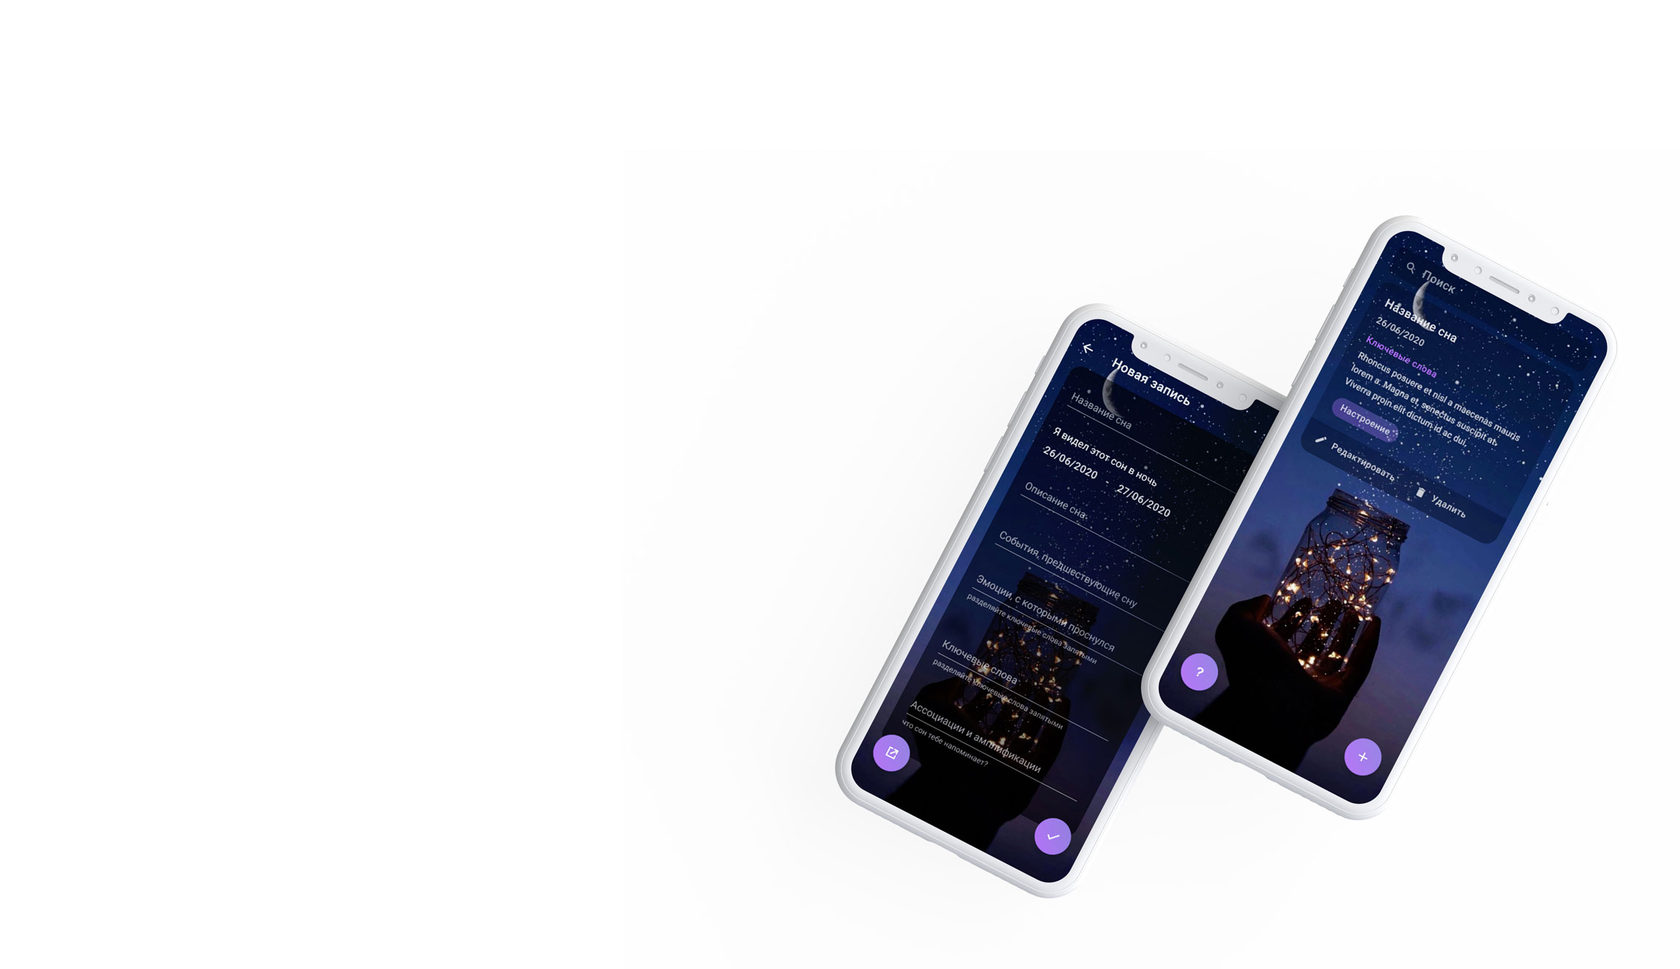 Новая запись
Название сна
Я видел этот сон в ночь
26/06/2020 - 27/06/2020
Описание сна
События, предшествующие сну
Эмоции, с которыми проснулся
разделяйте ключевые слова запятыми
Ключевые слова
разделяйте ключевые слова запятыми
Ассоциации и амплификации
что сон тебе напоминает?
Поиск
Название сна
26/06/2020
Ключевые слова
Rhoncus posuere et nisl a maecenas mauris
lorem a. Magna et, senectus suscipit at.
Viverra proin elit dictum id ac dui.
Настроение
Редактировать Удалить
?
+